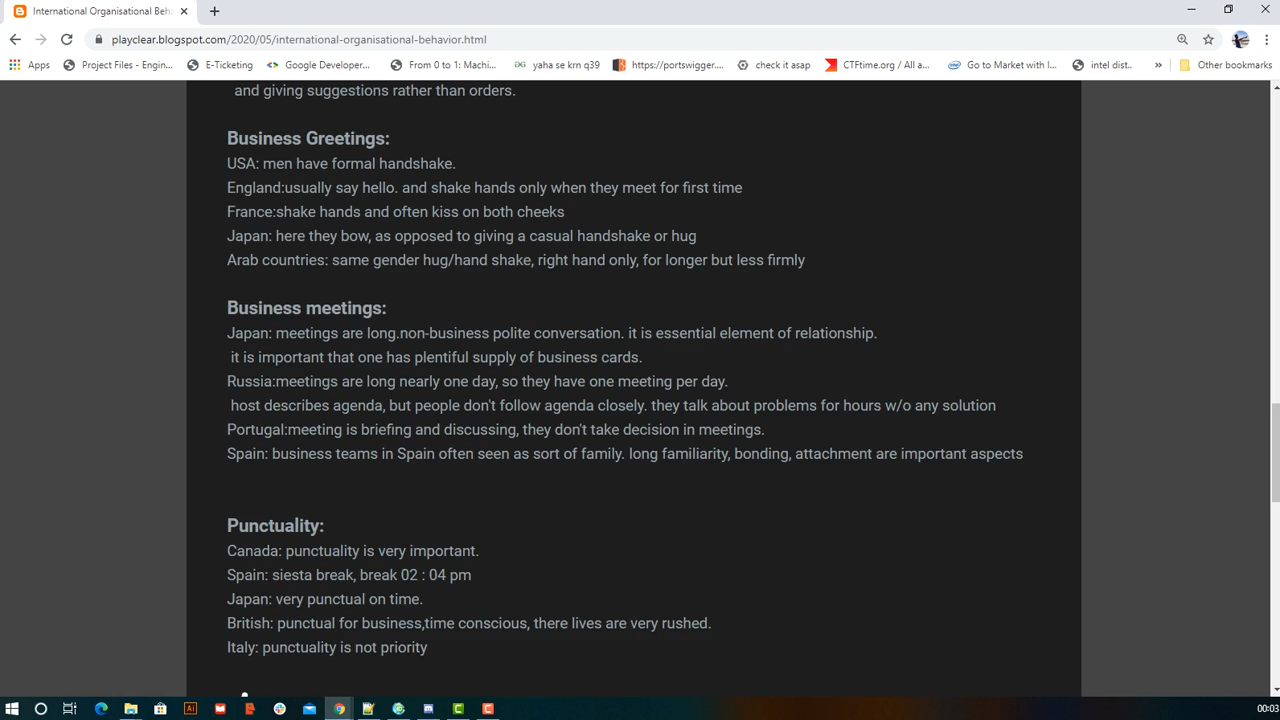 International Organisational Beh
playclear.blogspot.com/2020/05/international-organisational-behavior.html
Apps
Project Files - Engin...
E-Ticketing
Google Developer...
From 0 to 1: Machi...
yaha se krn q39
https://portswigger....
check it asap
CTFtime.org / All a...
Go to Market with I...
intel dist..
»
Other bookmarks
and giving suggestions rather than orders.
Business Greetings:
USA: men have formal handshake.
England:usually say hello. and shake hands only when they meet for first time
France:shake hands and often kiss on both cheeks
Japan: here they bow, as opposed to giving a casual handshake or hug
Arab countries: same gender hug/hand shake, right hand only, for longer but less firmly
Business meetings:
Japan: meetings are long.non-business polite conversation. it is essential element of relationship.
it is important that one has plentiful supply of business cards.
Russia:meetings are long nearly one day, so they have one meeting per day.
host describes agenda, but people don't follow agenda closely. they talk about problems for hours w/o any solution
Portugal:meeting is briefing and discussing, they don't take decision in meetings.
Spain: business teams in Spain often seen as sort of family. long familiarity, bonding, attachment are important aspects
Punctuality:
Canada: punctuality is very important.
Spain: siesta break, break 02 : 04 pm
Japan: very punctual on time.
British: punctual for business,time conscious, there lives are very rushed.
Italy: punctuality is not priority
00:03